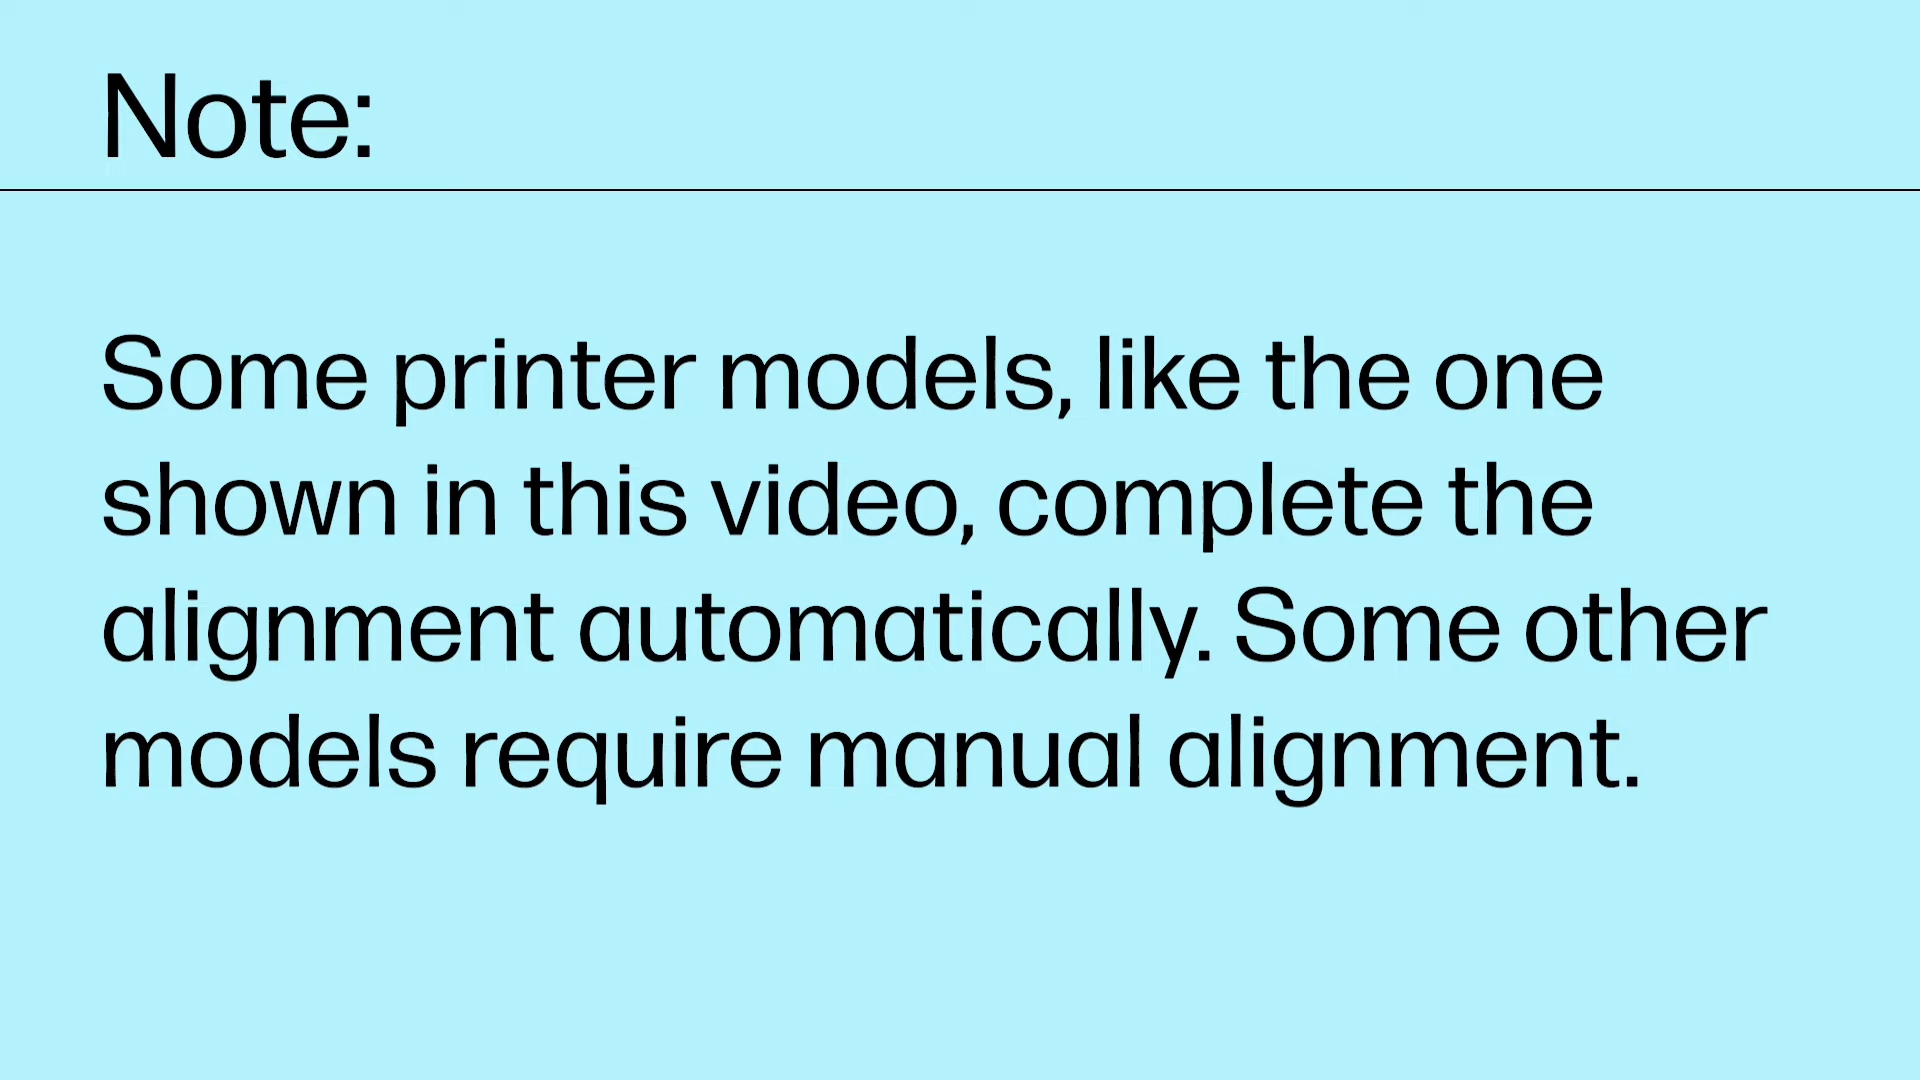 Note:
Some printer models, like the one
shown in this video, complete the
alignment automatically. Some other
models require manual alignment.